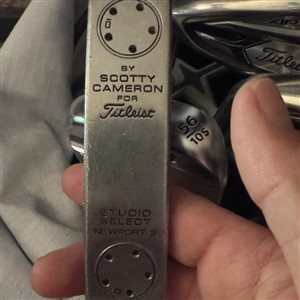 BY
SCOTTY
CAMERON
FOR
Titleist
STUDIO
SELECT
NEWPORT 2
56
10S
Titleist